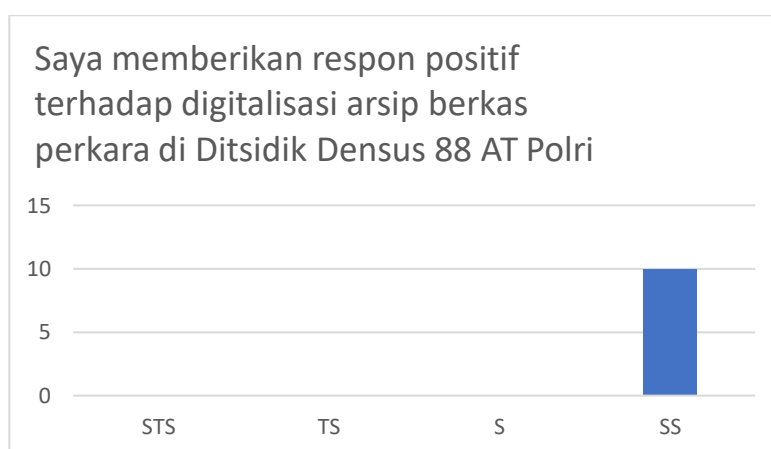 Saya memberikan respon positif
terhadap digitalisasi arsip berkas
perkara di Ditsidik Densus 88 AT Polri
15
10
5
0
STS TS S SS